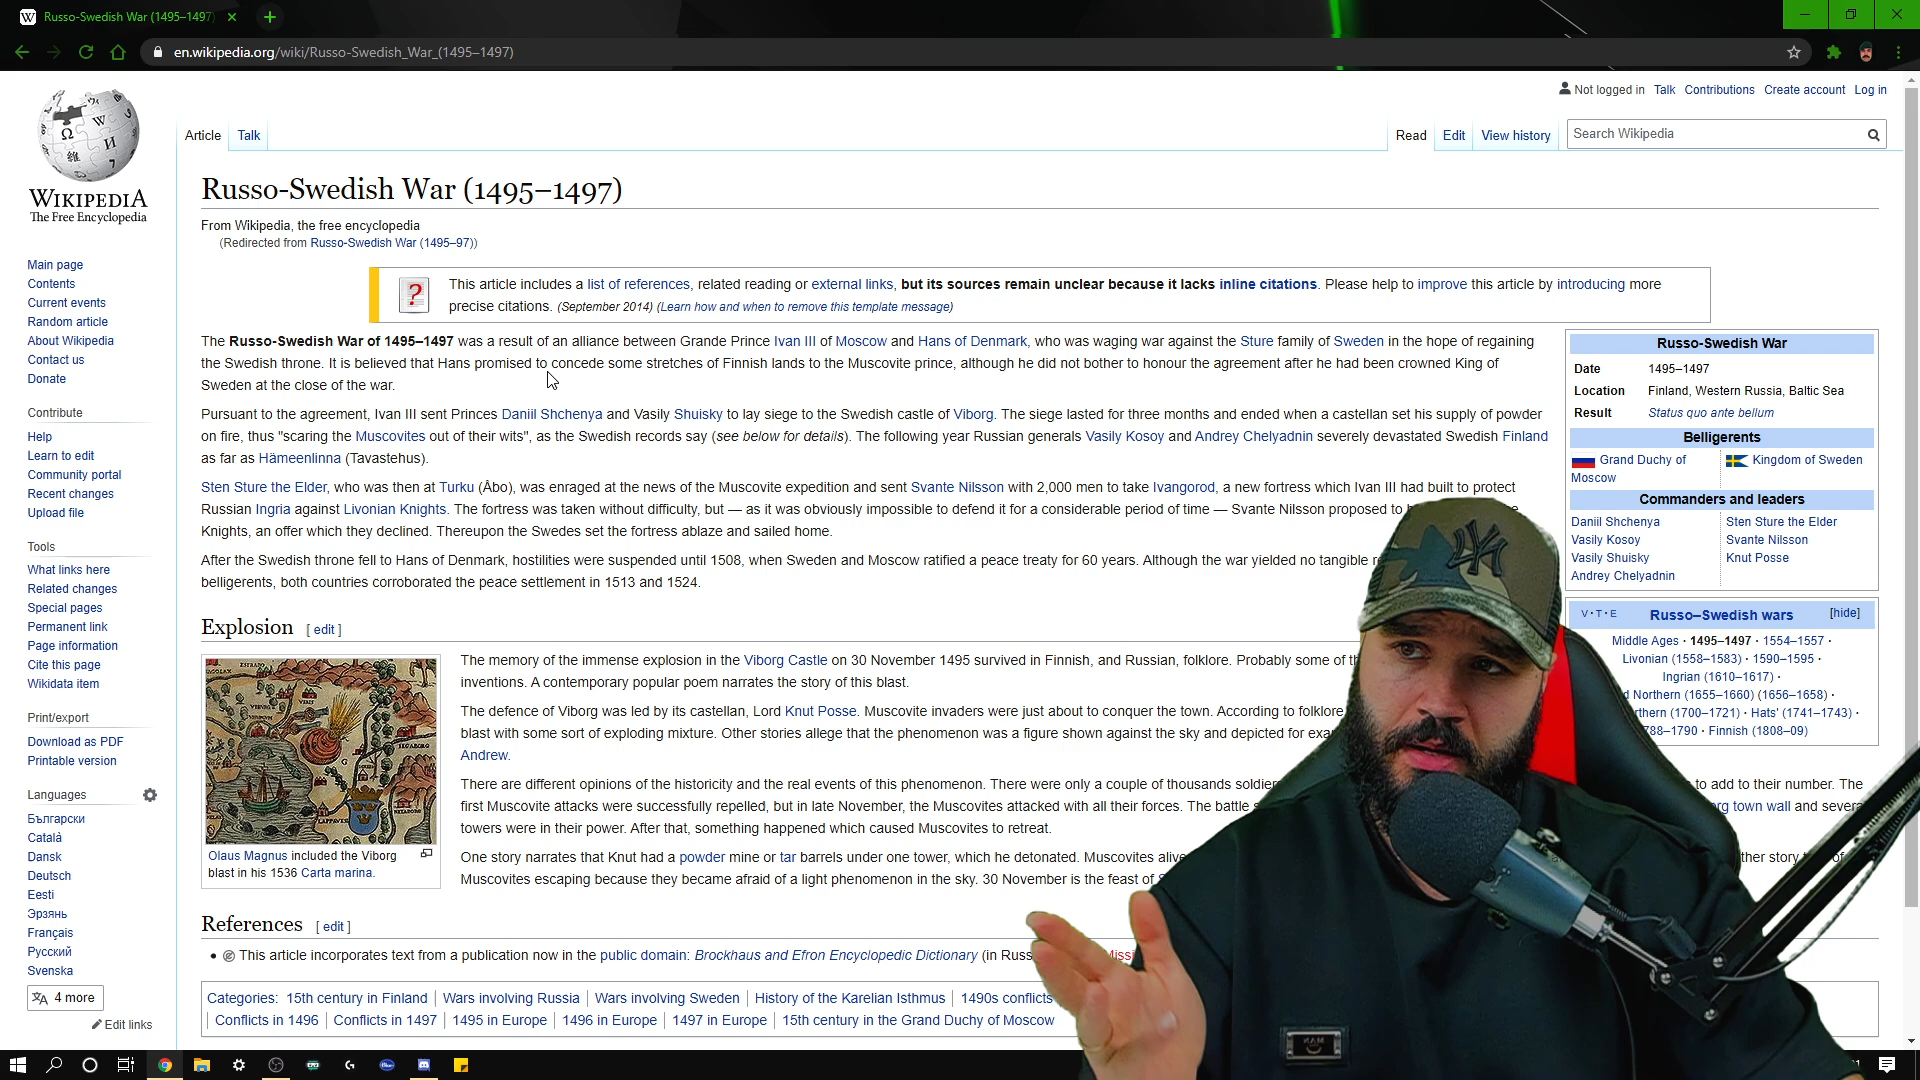 Russo-Swedish War (1495–1497)
en.wikipedia.org/wiki/Russo-Swedish_War_(1495–1497)
Not logged in Talk Contributions Create account Log in
Article Talk Read Edit View history Search Wikipedia
WIKIPEDIA
The Free Encyclopedia
Main page
Contents
Current events
Random article
About Wikipedia
Contact us
Donate
Contribute
Help
Learn to edit
Community portal
Recent changes
Upload file
Tools
What links here
Related changes
Special pages
Permanent link
Page information
Cite this page
Wikidata item
Print/export
Download as PDF
Printable version
Languages
Български
Català
Dansk
Deutsch
Eesti
Эрзянь
Français
Русский
Svenska
4 more
Edit links
Russo-Swedish War (1495–1497)
From Wikipedia, the free encyclopedia
(Redirected from Russo-Swedish War (1495–97))
This article includes a list of references, related reading or external links, but its sources remain unclear because it lacks inline citations. Please help to improve this article by introducing more
precise citations. (September 2014) (Learn how and when to remove this template message)
The Russo-Swedish War of 1495–1497 was a result of an alliance between Grande Prince Ivan III of Moscow and Hans of Denmark, who was waging war against the Sture family of Sweden in the hope of regaining
the Swedish throne. It is believed that Hans promised to concede some stretches of Finnish lands to the Muscovite prince, although he did not bother to honour the agreement after he had been crowned King of
Sweden at the close of the war.
Pursuant to the agreement, Ivan III sent Princes Daniil Shchenya and Vasily Shuisky to lay siege to the Swedish castle of Viborg. The siege lasted for three months and ended when a castellan set his supply of powder
on fire, thus "scaring the Muscovites out of their wits", as the Swedish records say (see below for details). The following year Russian generals Vasily Kosoy and Andrey Chelyadnin severely devastated Swedish Finland
as far as Hämeenlinna (Tavastehus).
Sten Sture the Elder, who was then at Turku (Åbo), was enraged at the news of the Muscovite expedition and sent Svante Nilsson with 2,000 men to take Ivangorod, a new fortress which Ivan III had built to protect
Russian Ingria against Livonian Knights. The fortress was taken without difficulty, but — as it was obviously impossible to defend it for a considerable period of time — Svante Nilsson proposed to
Knights, an offer which they declined. Thereupon the Swedes set the fortress ablaze and sailed home.
After the Swedish throne fell to Hans of Denmark, hostilities were suspended until 1508, when Sweden and Moscow ratified a peace treaty for 60 years. Although the war yielded no tangible
belligerents, both countries corroborated the peace settlement in 1513 and 1524.
Russo-Swedish War
Date 1495–1497
Location Finland, Western Russia, Baltic Sea
Result Status quo ante bellum
Belligerents
Grand Duchy of Moscow
Kingdom of Sweden
Commanders and leaders
Daniil Shchenya
Vasily Kosoy
Vasily Shuisky
Andrey Chelyadnin
Sten Sture the Elder
Svante Nilsson
Knut Posse
V·T·E Russo–Swedish wars [hide]
Middle Ages · 1495–1497 · 1554–1557 ·
Livonian (1558–1583) · 1590–1595 ·
Ingrian (1610–1617) ·
Northern (1655–1660) (1656–1658) ·
(1700–1721) · Hats' (1741–1743) ·
–1790 · Finnish (1808–09)
Explosion [ edit ]
The memory of the immense explosion in the Viborg Castle on 30 November 1495 survived in Finnish, and Russian, folklore. Probably some of
inventions. A contemporary popular poem narrates the story of this blast.
The defence of Viborg was led by its castellan, Lord Knut Posse. Muscovite invaders were just about to conquer the town. According to folklore
blast with some sort of exploding mixture. Other stories allege that the phenomenon was a figure shown against the sky and depicted for
Andrew.
There are different opinions of the historicity and the real events of this phenomenon. There were only a couple of thousands to add to their number. The
first Muscovite attacks were successfully repelled, but in late November, the Muscovites attacked with all their forces. The battle town wall and
towers were in their power. After that, something happened which caused Muscovites to retreat.
One story narrates that Knut had a powder mine or tar barrels under one tower, which he detonated. Muscovites story
Muscovites escaping because they became afraid of a light phenomenon in the sky. 30 November is the feast of
Olaus Magnus included the Viborg
blast in his 1536 Carta marina.
References [ edit ]
• This article incorporates text from a publication now in the public domain: Brockhaus and Efron Encyclopedic Dictionary (in
Categories: 15th century in Finland | Wars involving Russia | Wars involving Sweden | History of the Karelian Isthmus | 1490s conflicts
| Conflicts in 1496 | Conflicts in 1497 | 1495 in Europe | 1496 in Europe | 1497 in Europe | 15th century in the Grand Duchy of Moscow